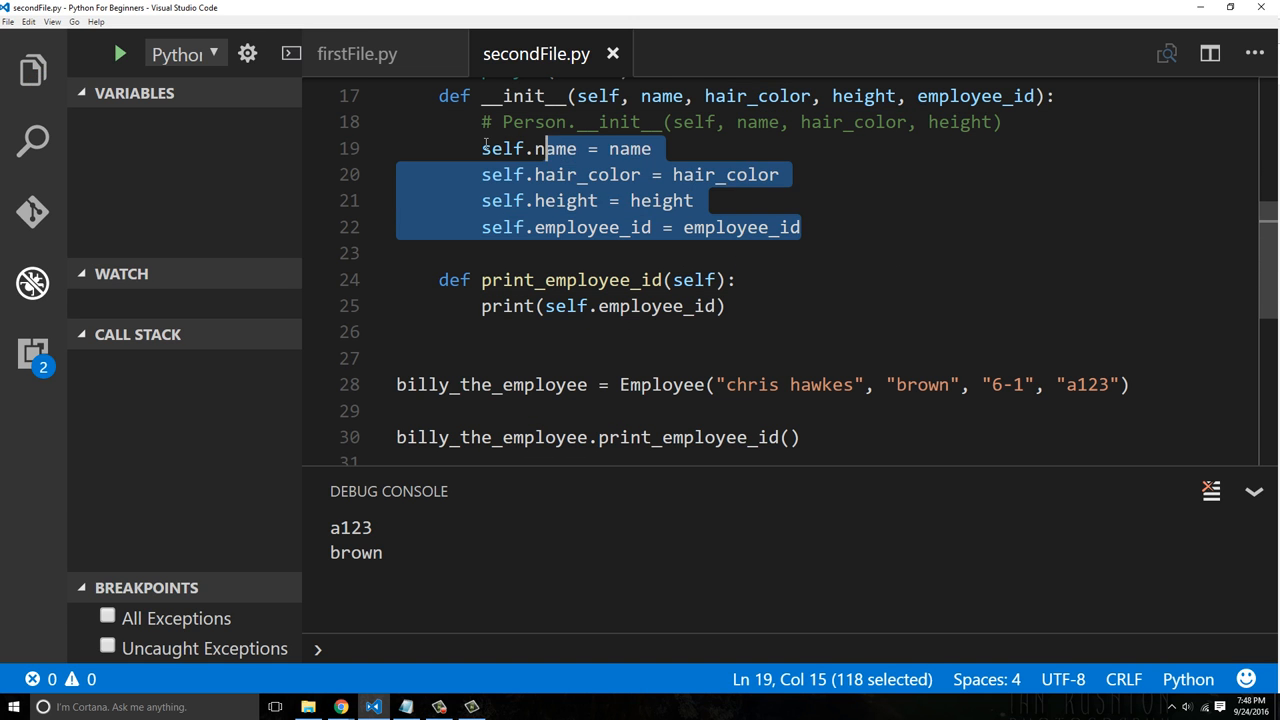 secondFile.py - Python For Beginners - Visual Studio Code
File Edit View Go Help
Pythor
firstFile.py
secondFile.py
VARIABLES
WATCH
CALL STACK
2
BREAKPOINTS
All Exceptions
Uncaught Exceptions
17 def __init__(self, name, hair_color, height, employee_id):
18 # Person.__init__(self, name, hair_color, height)
19 self.name = name
20 self.hair_color = hair_color
21 self.height = height
22 self.employee_id = employee_id
23
24 def print_employee_id(self):
25 print(self.employee_id)
26
27
28 billy_the_employee = Employee("chris hawkes", "brown", "6-1", "a123")
29
30 billy_the_employee.print_employee_id()
31
DEBUG CONSOLE
a123
brown
0 0
Ln 19, Col 15 (118 selected) Spaces: 4 UTF-8 CRLF Python
I'm Cortana. Ask me anything.
7:48 PM
9/24/2016